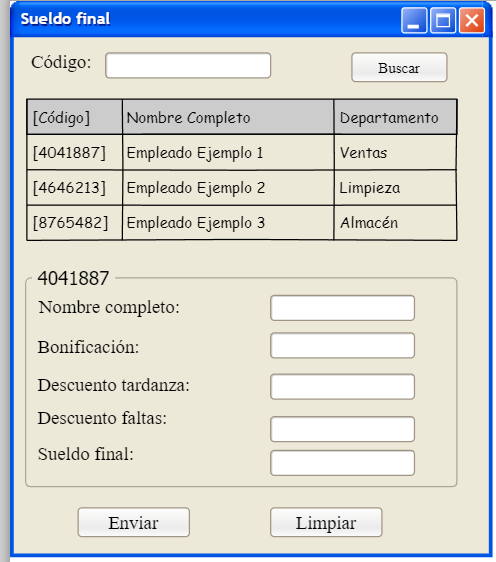 Sueldo final
Código: Buscar
[Código] Nombre Completo Departamento
[4041887] Empleado Ejemplo 1 Ventas
[4646213] Empleado Ejemplo 2 Limpieza
[8765482] Empleado Ejemplo 3 Almacén
4041887
Nombre completo:
Bonificación:
Descuento tardanza:
Descuento faltas:
Sueldo final:
Enviar Limpiar